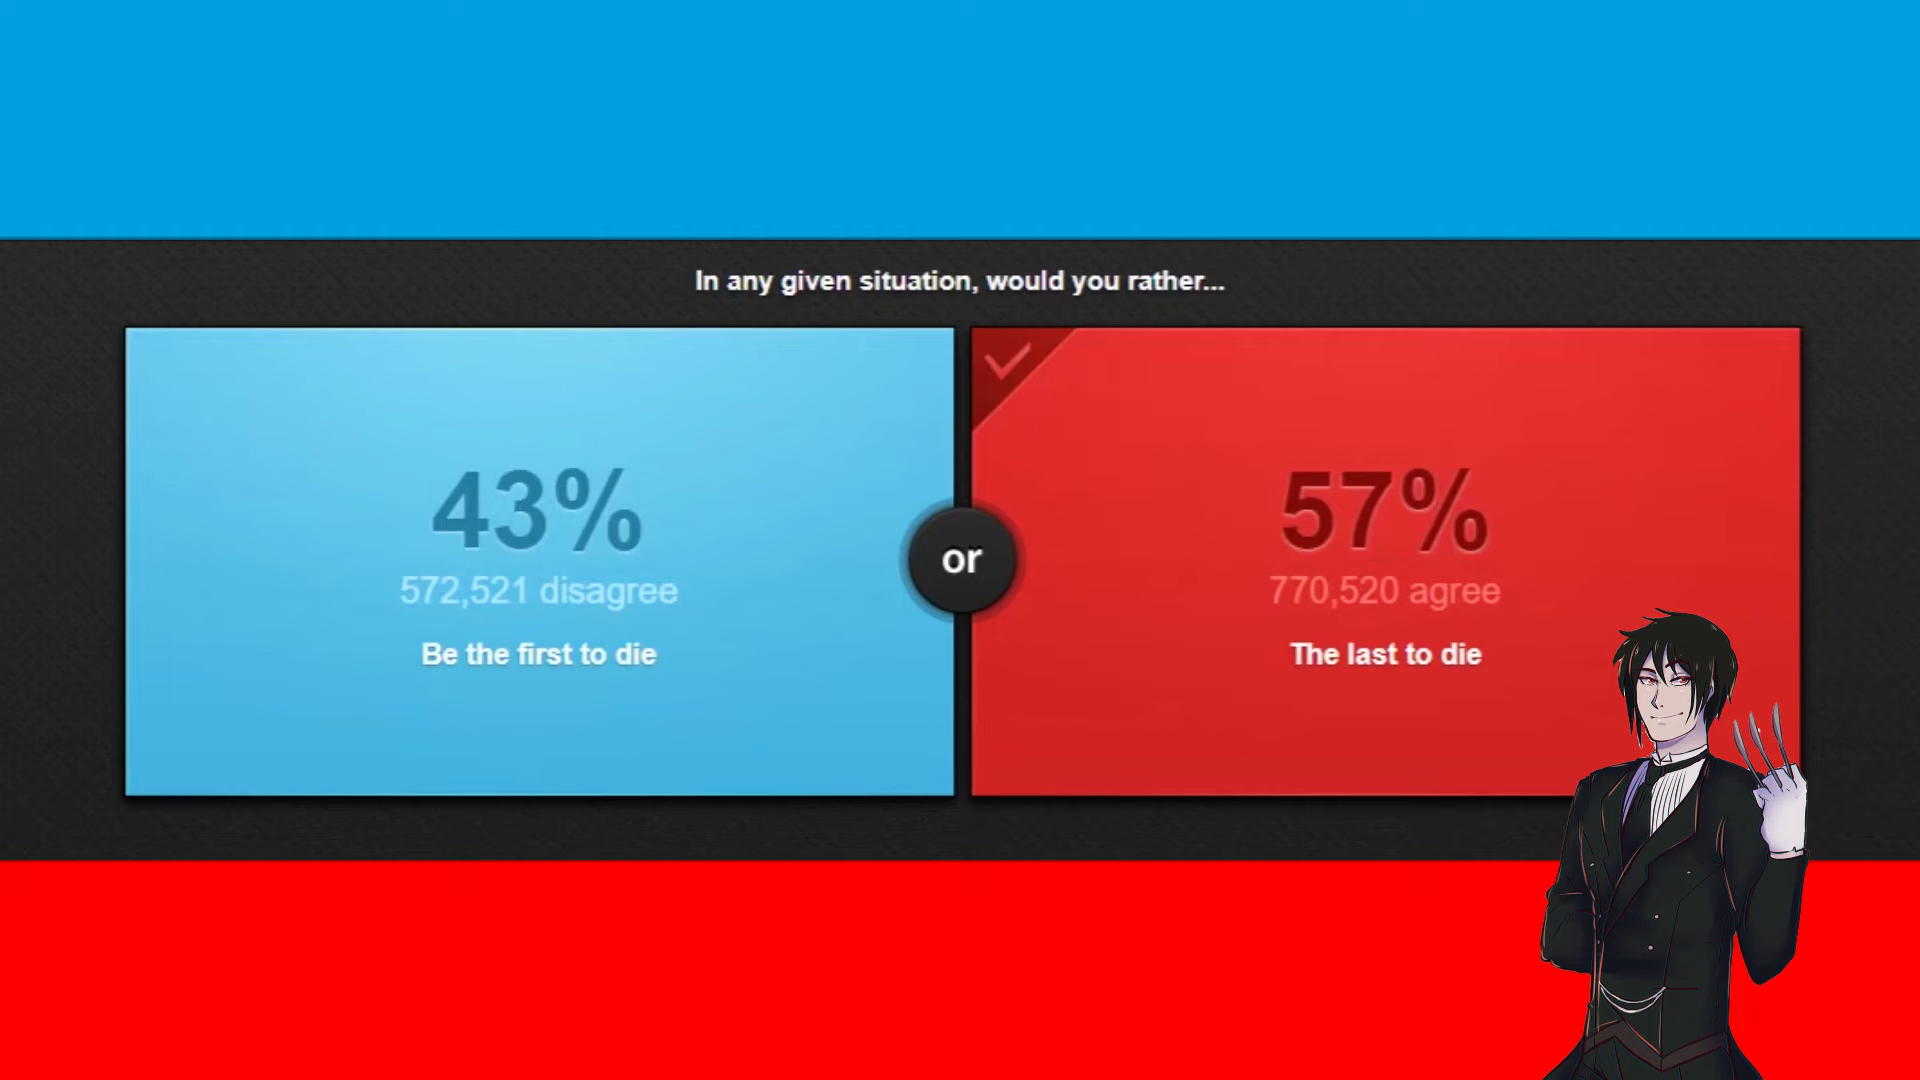 In any given situation, would you rather...
43%
572,521 disagree
Be the first to die
or
57%
770,520 agree
The last to die